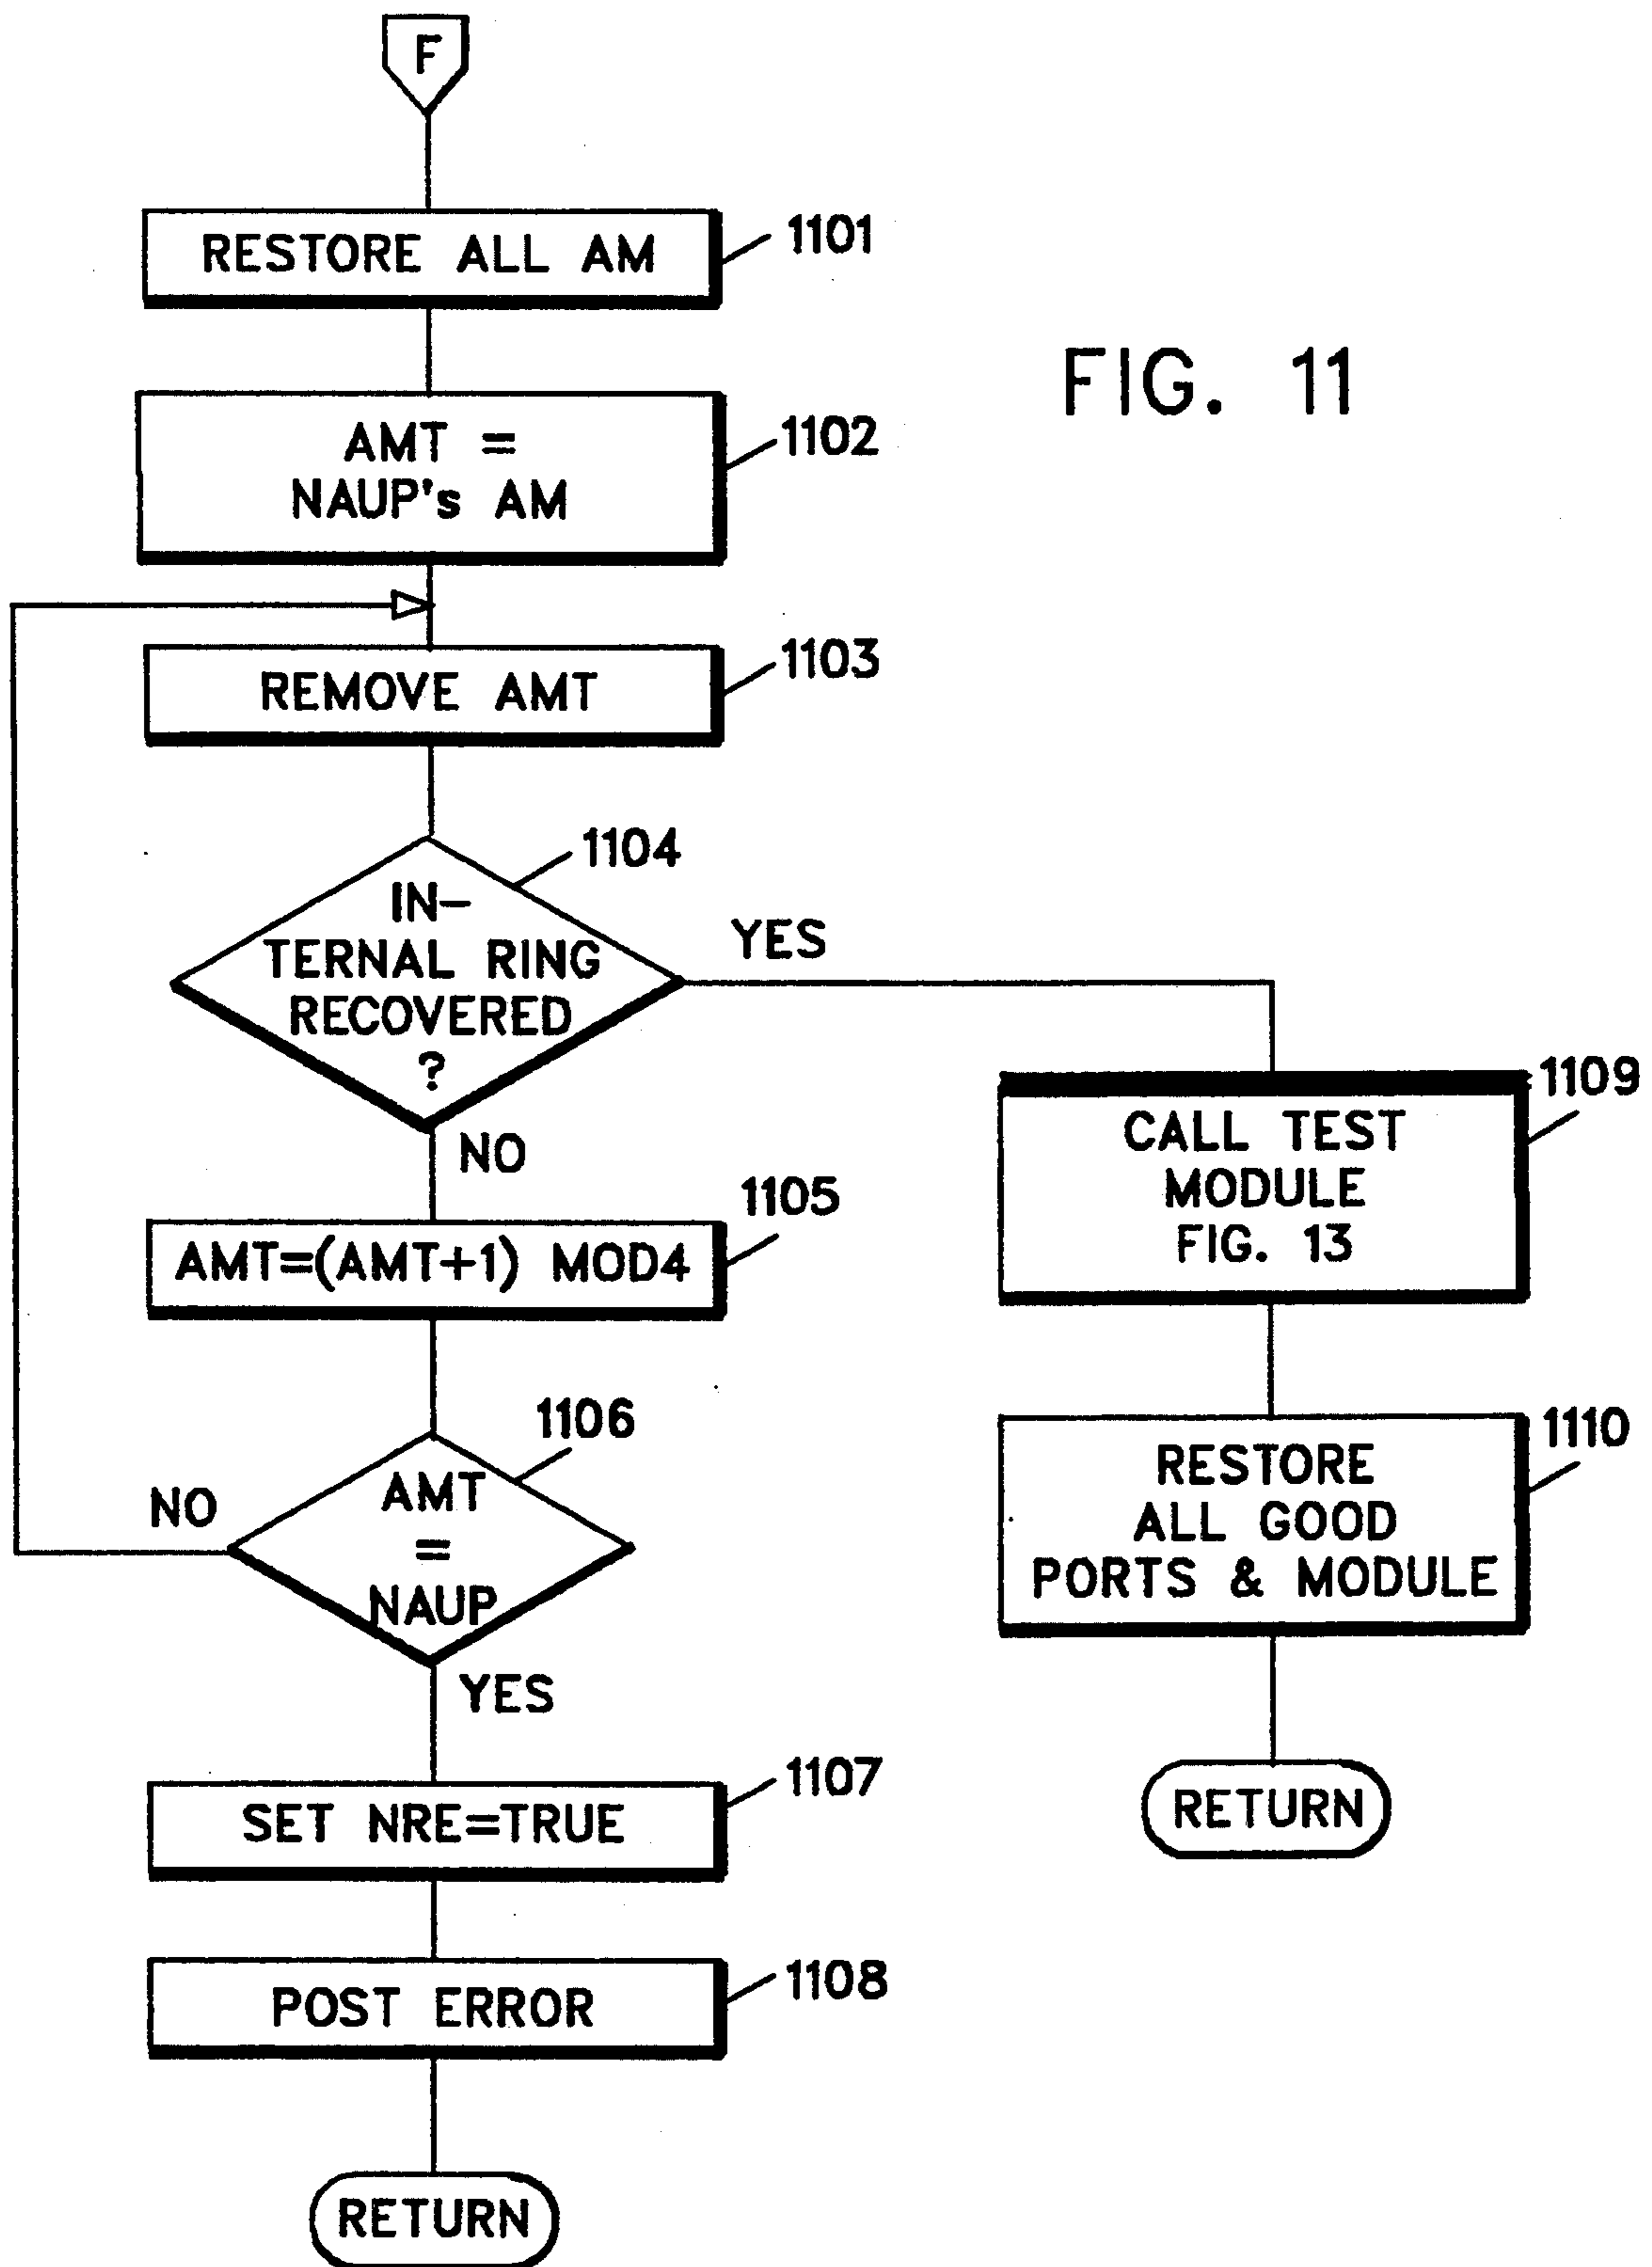 F
RESTORE ALL AM
1101
FIG. 11
AMT =
NAUP's AM
1102
REMOVE AMT
1103
1104
IN-
TERNAL RING
RECOVERED
?
YES
NO
1109
CALL TEST
MODULE
FIG. 13
1105
AMT=(AMT+1) MOD4
1106
AMT
=
NAUP
NO
YES
1110
RESTORE
ALL GOOD
PORTS & MODULE
1107
SET NRE=TRUE
RETURN
1108
POST ERROR
RETURN